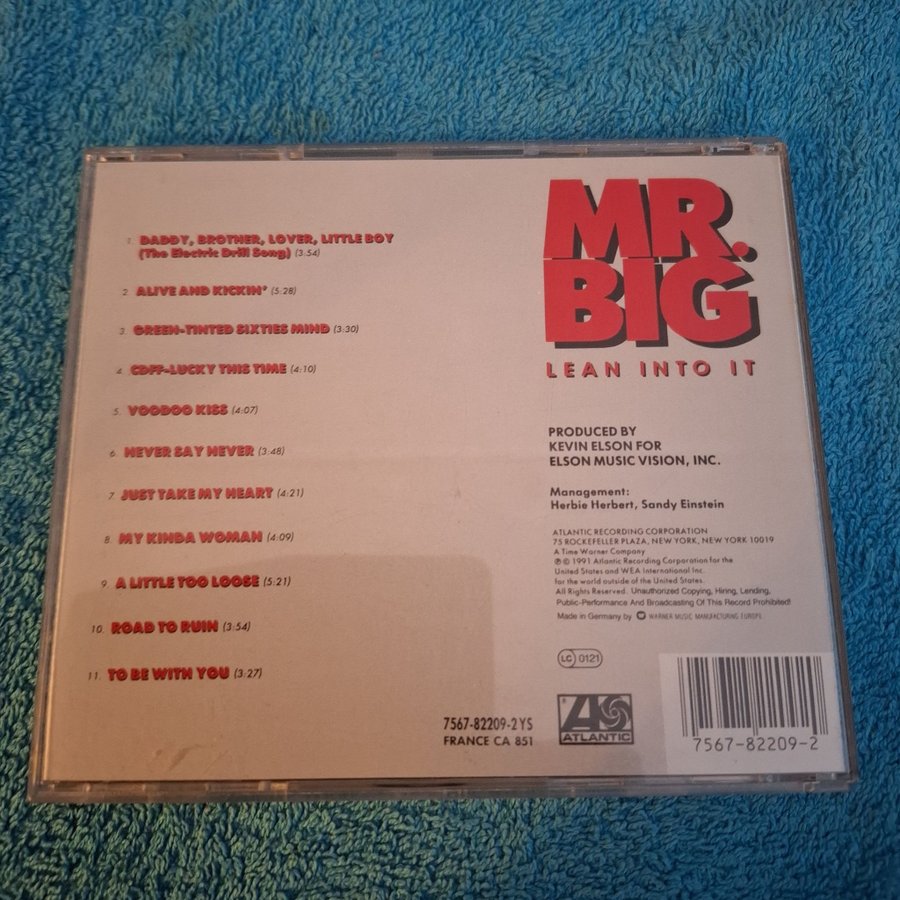 1. DADDY, BROTHER, LOVER, LITTLE BOY
(The Electric Drill Song) (3:54)
2. ALIVE AND KICKIN' (5:28)
3. GREEN-TINTED SIXTIES MIND (3:30)
4. CDFF-LUCKY THIS TIME (4:10)
5. VOODOO KISS (4:07)
6. NEVER SAY NEVER (3:48)
7. JUST TAKE MY HEART (4:21)
8. MY KINDA WOMAN (4:09)
9. A LITTLE TOO LOOSE (5:21)
10. ROAD TO RUIN (3:54)
11. TO BE WITH YOU (3:27)
MR.
BIG
LEAN INTO IT
PRODUCED BY
KEVIN ELSON FOR
ELSON MUSIC VISION, INC.
Management:
Herbie Herbert, Sandy Einstein
ATLANTIC RECORDING CORPORATION
75 ROCKEFELLER PLAZA, NEW YORK, NEW YORK 10019
A Time Warner Company
℗ © 1991 Atlantic Recording Corporation for the
United States and WEA International Inc.
for the world outside of the United States.
All Rights Reserved. Unauthorized Copying, Hiring, Lending,
Public-Performance And Broadcasting Of This Record Prohibited!
Made in Germany by WARNER MUSIC MANUFACTURING EUROPE.
LC 0121
7567-82209-2 YS
FRANCE CA 851
A
ATLANTIC
7567-82209-2